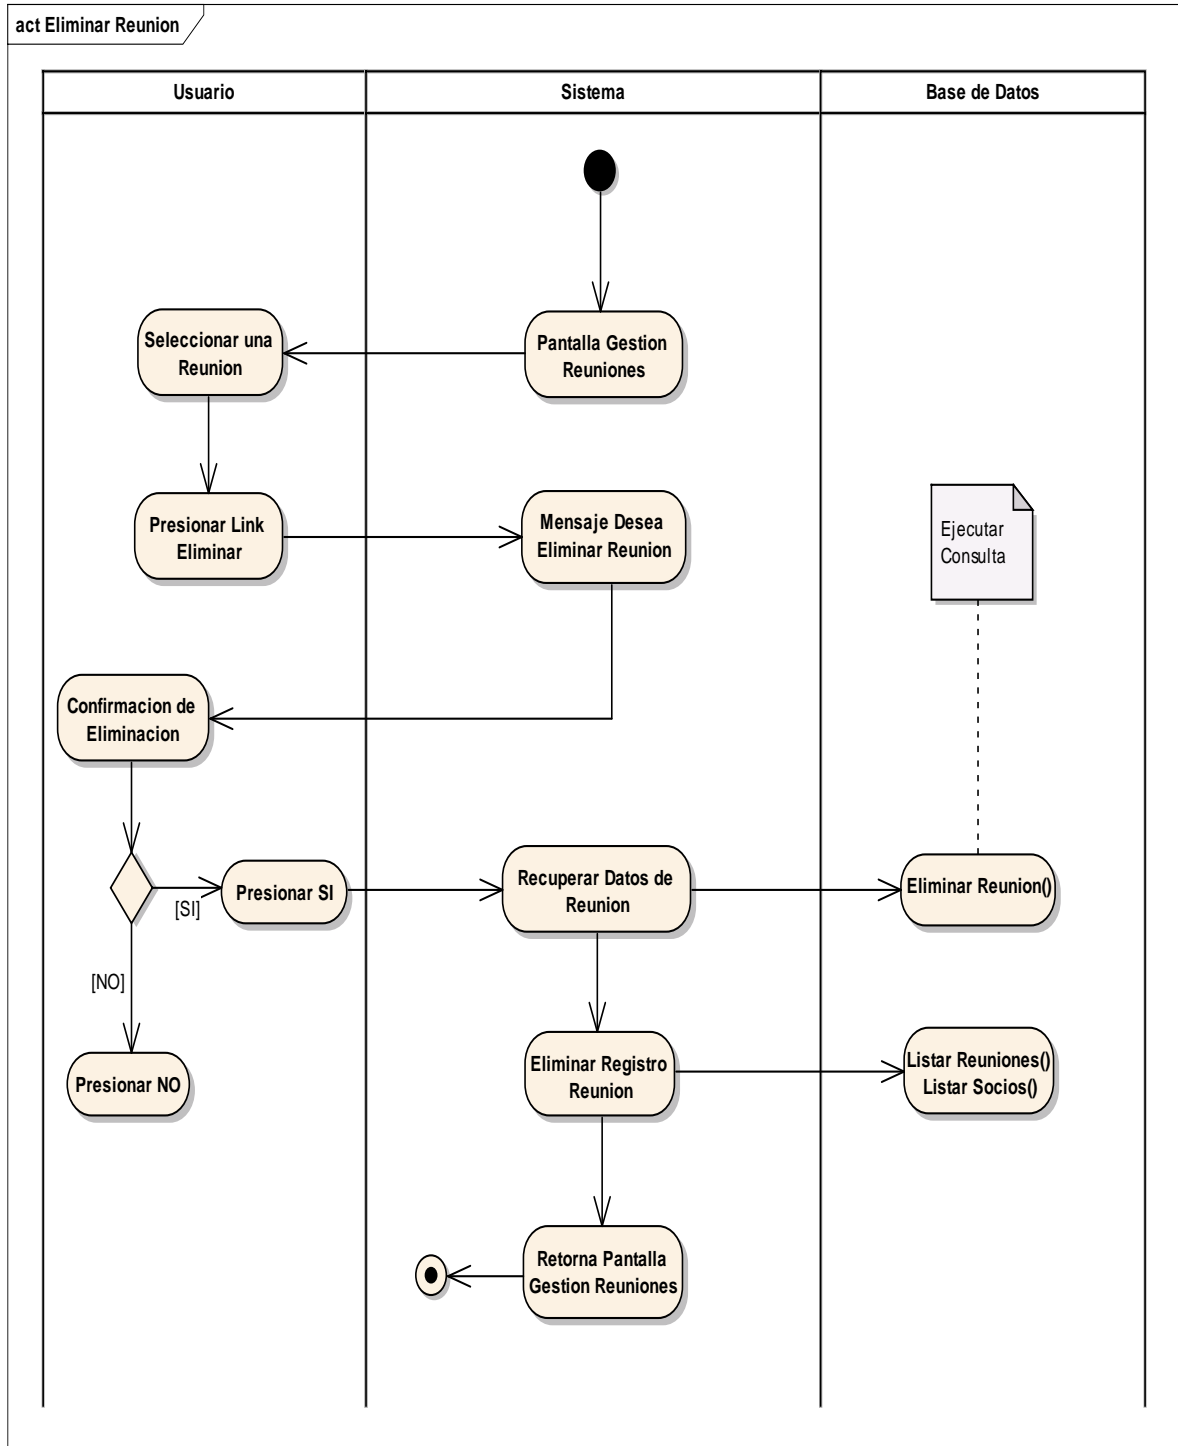 act Eliminar Reunion
Usuario
Sistema
Base de Datos
Seleccionar una
Reunion
Pantalla Gestion
Reuniones
Presionar Link
Eliminar
Mensaje Desea
Eliminar Reunion
Ejecutar
Consulta
Confirmacion de
Eliminacion
[SI]
Presionar SI
Recuperar Datos de
Reunion
Eliminar Reunion()
[NO]
Presionar NO
Eliminar Registro
Reunion
Listar Reuniones()
Listar Socios()
Retorna Pantalla
Gestion Reuniones